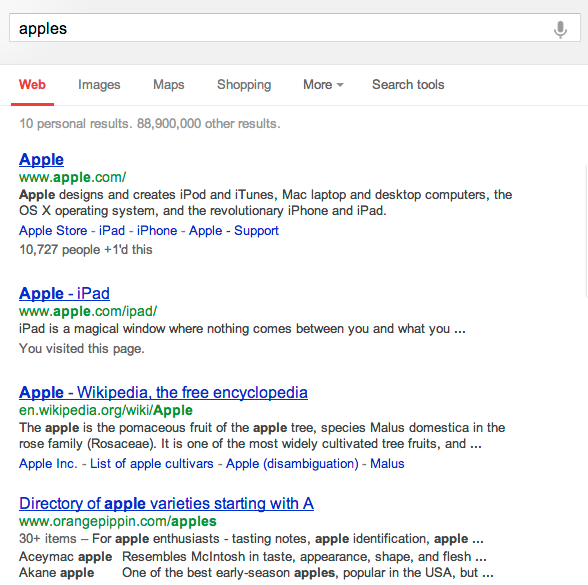 apples
Web Images Maps Shopping More Search tools
10 personal results. 88,900,000 other results.
Apple
www.apple.com/
Apple designs and creates iPod and iTunes, Mac laptop and desktop computers, the
OS X operating system, and the revolutionary iPhone and iPad.
Apple Store - iPad - iPhone - Apple - Support
10,727 people +1'd this
Apple - iPad
www.apple.com/ipad/
iPad is a magical window where nothing comes between you and what you ...
You visited this page.
Apple - Wikipedia, the free encyclopedia
en.wikipedia.org/wiki/Apple
The apple is the pomaceous fruit of the apple tree, species Malus domestica in the
rose family (Rosaceae). It is one of the most widely cultivated tree fruits, and ...
Apple Inc. - List of apple cultivars - Apple (disambiguation) - Malus
Directory of apple varieties starting with A
www.orangepippin.com/apples
30+ items – For apple enthusiasts - tasting notes, apple identification, apple ...
Aceymac apple Resembles McIntosh in taste, appearance, shape, and flesh ...
Akane apple One of the best early-season apples, popular in the USA, but ...